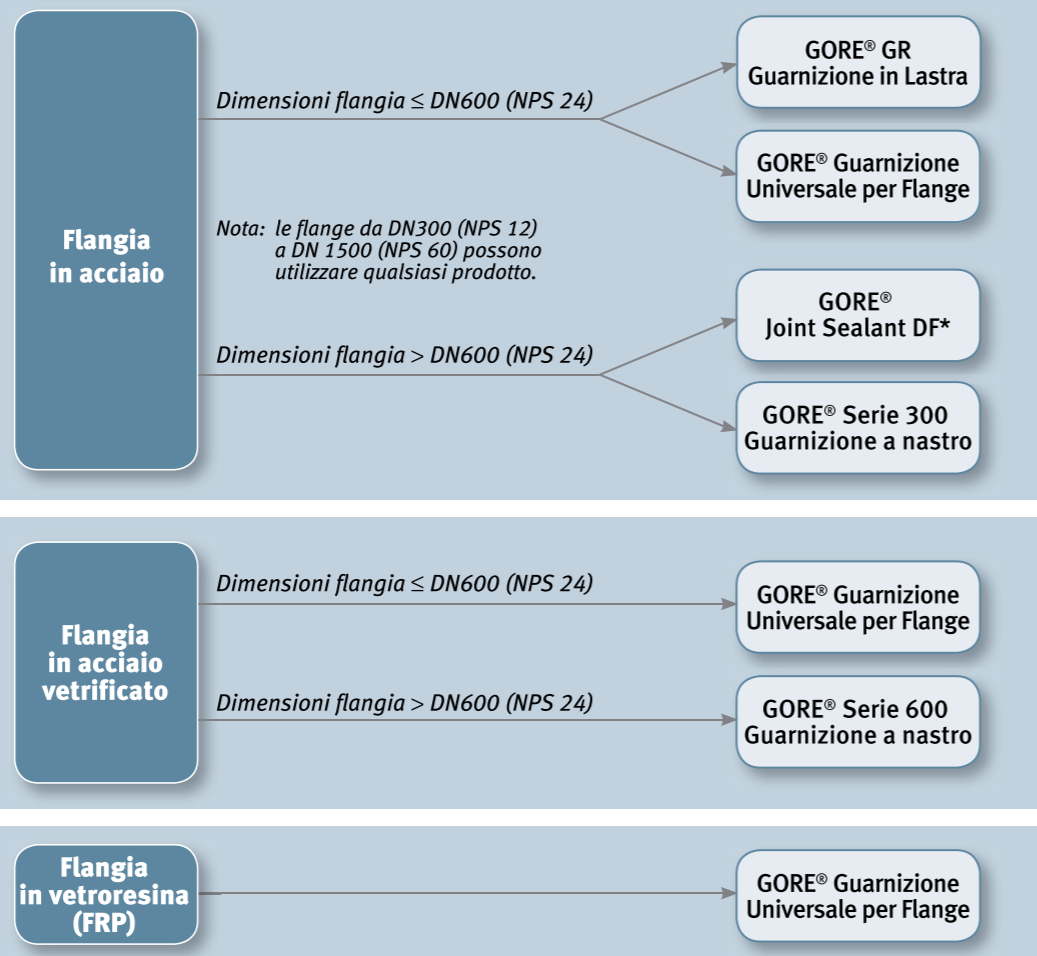 Flangia
in acciaio
Dimensioni flangia ≤ DN600 (NPS 24)
GORE® GR
Guarnizione in Lastra
GORE® Guarnizione
Universale per Flange
Nota: le flange da DN300 (NPS 12)
a DN 1500 (NPS 60) possono
utilizzare qualsiasi prodotto.
Dimensioni flangia > DN600 (NPS 24)
GORE®
Joint Sealant DF*
GORE® Serie 300
Guarnizione a nastro
Flangia
in acciaio
vetrificato
Dimensioni flangia ≤ DN600 (NPS 24)
GORE® Guarnizione
Universale per Flange
Dimensioni flangia > DN600 (NPS 24)
GORE® Serie 600
Guarnizione a nastro
Flangia
in vetroresina
(FRP)
GORE® Guarnizione
Universale per Flange